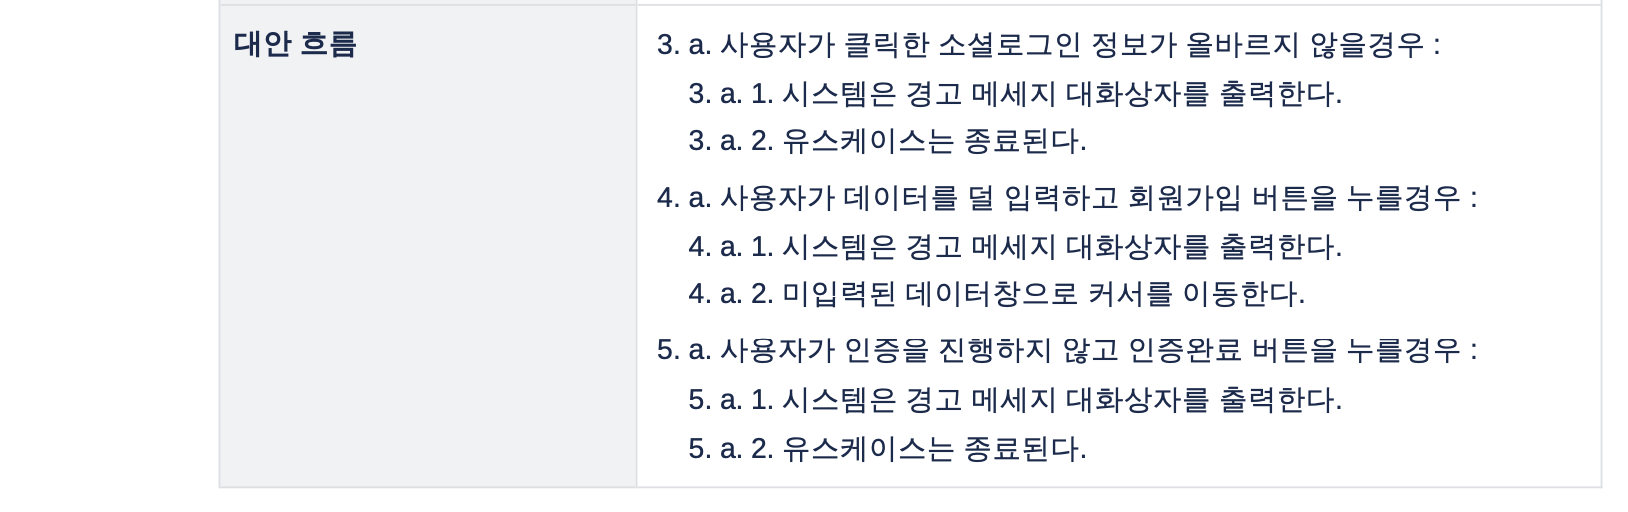 대안 흐름
3. a. 사용자가 클릭한 소셜로그인 정보가 올바르지 않을경우 :
3. a. 1. 시스템은 경고 메세지 대화상자를 출력한다.
3. a. 2. 유스케이스는 종료된다.
4. a. 사용자가 데이터를 덜 입력하고 회원가입 버튼을 누를경우 :
4. a. 1. 시스템은 경고 메세지 대화상자를 출력한다.
4. a. 2. 미입력된 데이터창으로 커서를 이동한다.
5. a. 사용자가 인증을 진행하지 않고 인증완료 버튼을 누를경우 :
5. a. 1. 시스템은 경고 메세지 대화상자를 출력한다.
5. a. 2. 유스케이스는 종료된다.